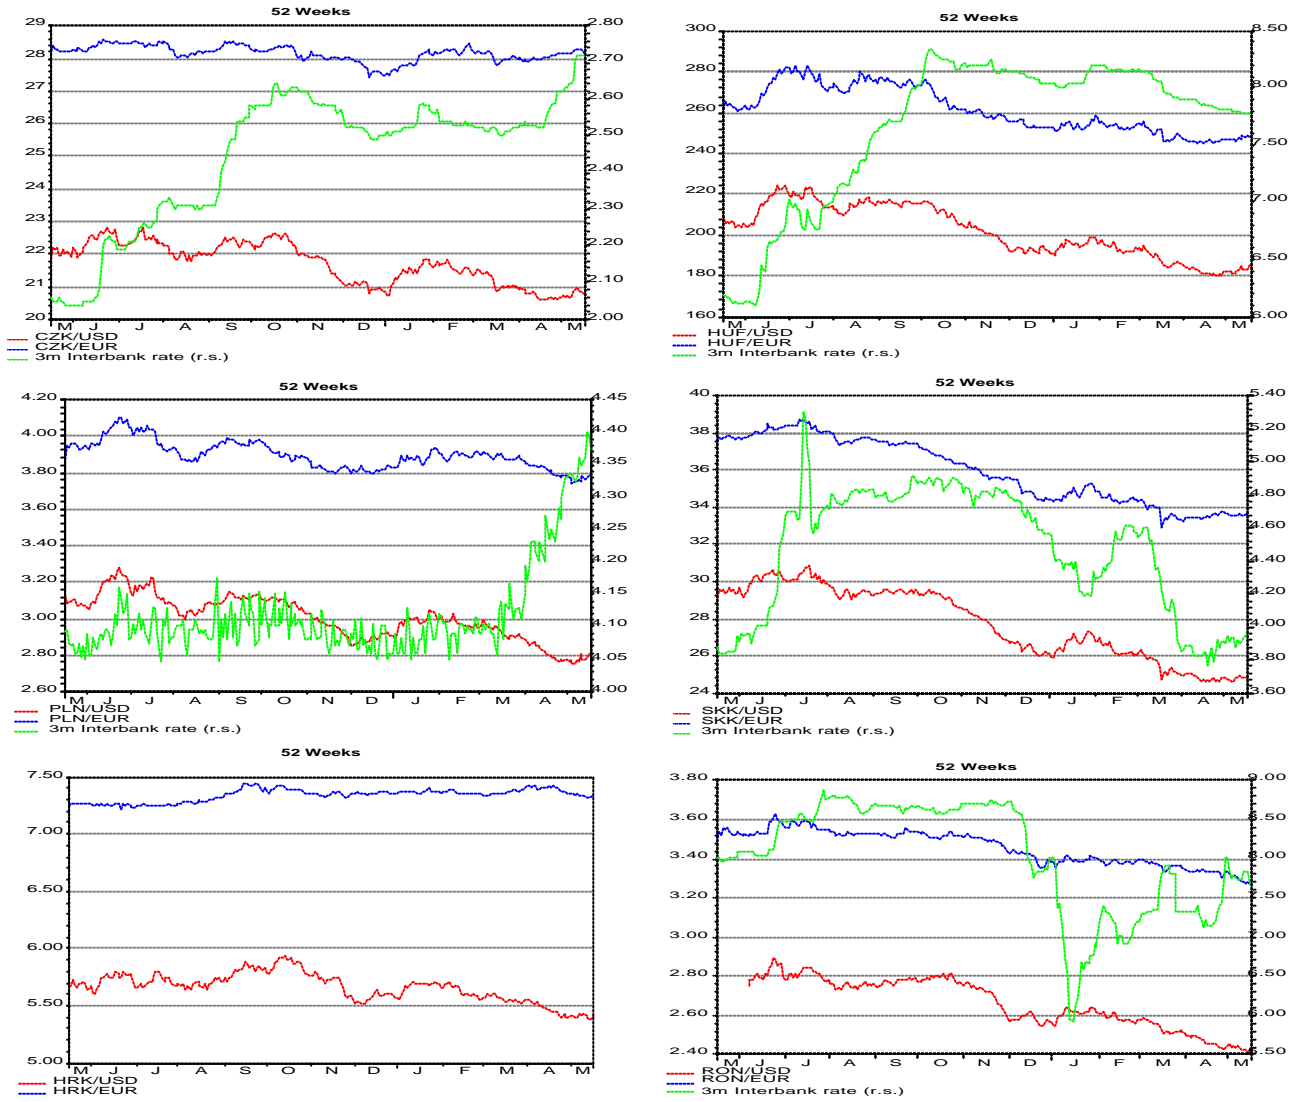 52 Weeks
29 2.80
28 2.70
27 2.60
26 2.50
25 2.40
24 2.30
23 2.20
22 2.10
21 2.00
20
M J J A S O N D J F M A M
CZK/USD
CZK/EUR
3m Interbank rate (r.s.)
52 Weeks
300 8.50
280 8.00
260 7.50
240 7.00
220 6.50
200 6.00
180
160
M J J A S O N D J F M A M
HUF/USD
HUF/EUR
3m Interbank rate (r.s.)
52 Weeks
4.20 4.45
4.00 4.40
3.80 4.35
3.60 4.30
3.40 4.25
3.20 4.20
3.00 4.15
2.80 4.10
2.60 4.05
4.00
M J J A S O N D J F M A M
PLN/USD
PLN/EUR
3m Interbank rate (r.s.)
52 Weeks
40 5.40
38 5.20
36 5.00
34 4.80
32 4.60
30 4.40
28 4.20
26 4.00
24 3.80
3.60
M J J A S O N D J F M A M
SKK/USD
SKK/EUR
3m Interbank rate (r.s.)
52 Weeks
7.50
7.00
6.50
6.00
5.50
5.00
M J J A S O N D J F M A M
HRK/USD
HRK/EUR
52 Weeks
3.80 9.00
3.60 8.50
3.40 8.00
3.20 7.50
3.00 7.00
2.80 6.50
2.60 6.00
2.40 5.50
M J J A S O N D J F M A M
RON/USD
RON/EUR
3m Interbank rate (r.s.)